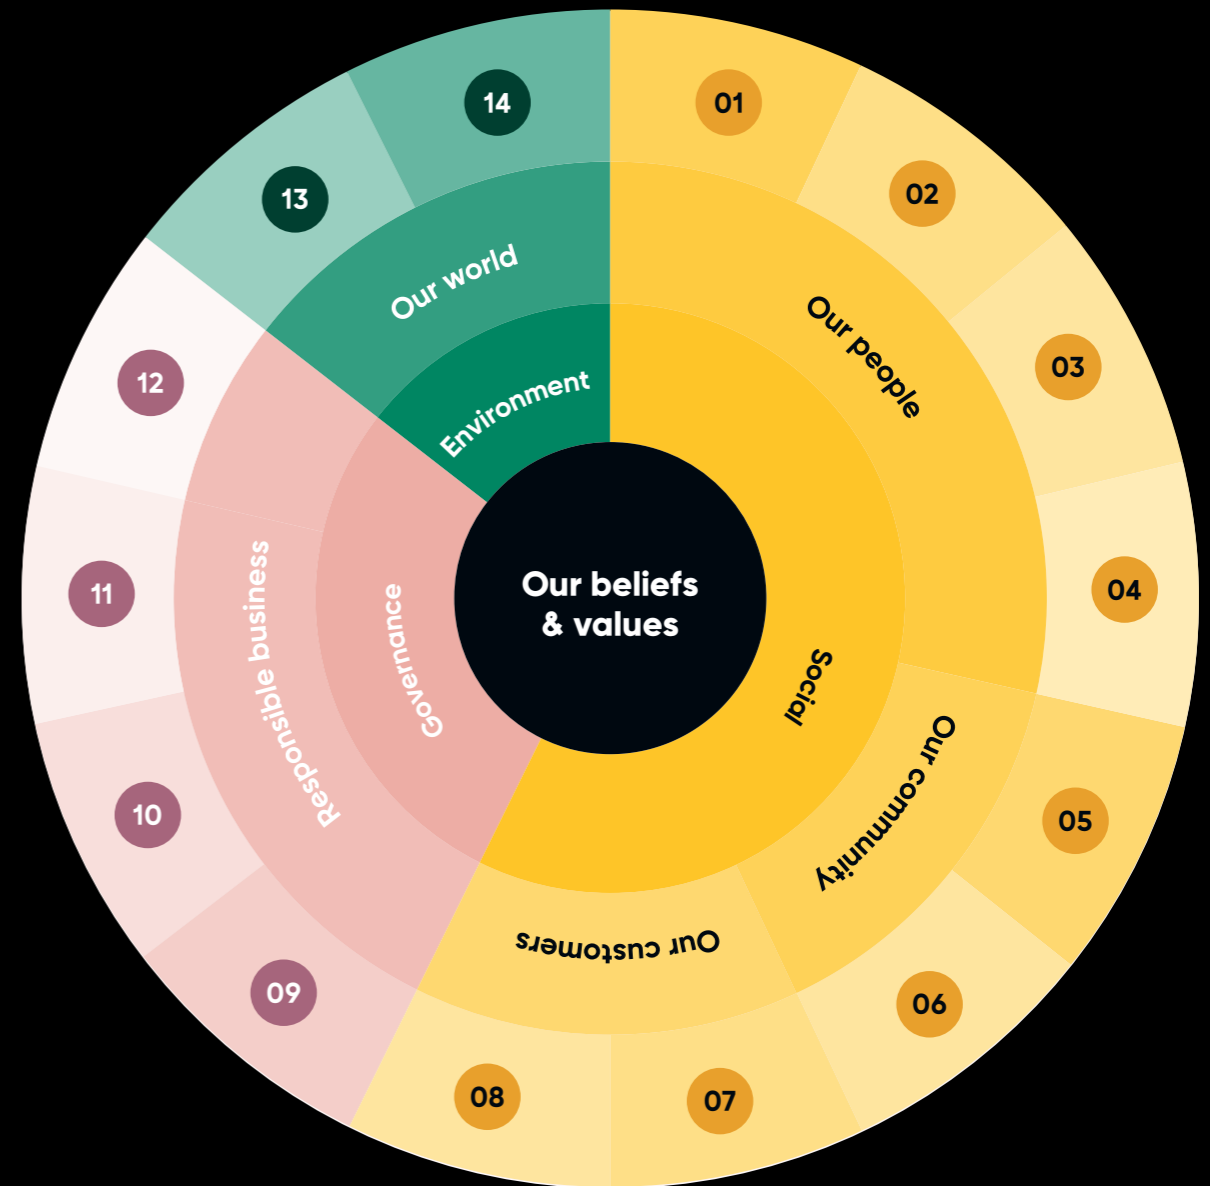 Our beliefs
& values
Environment
Social
Governance
Our world
Our people
Our community
Our customers
Responsible business
01
02
03
04
05
06
07
08
09
10
11
12
13
14